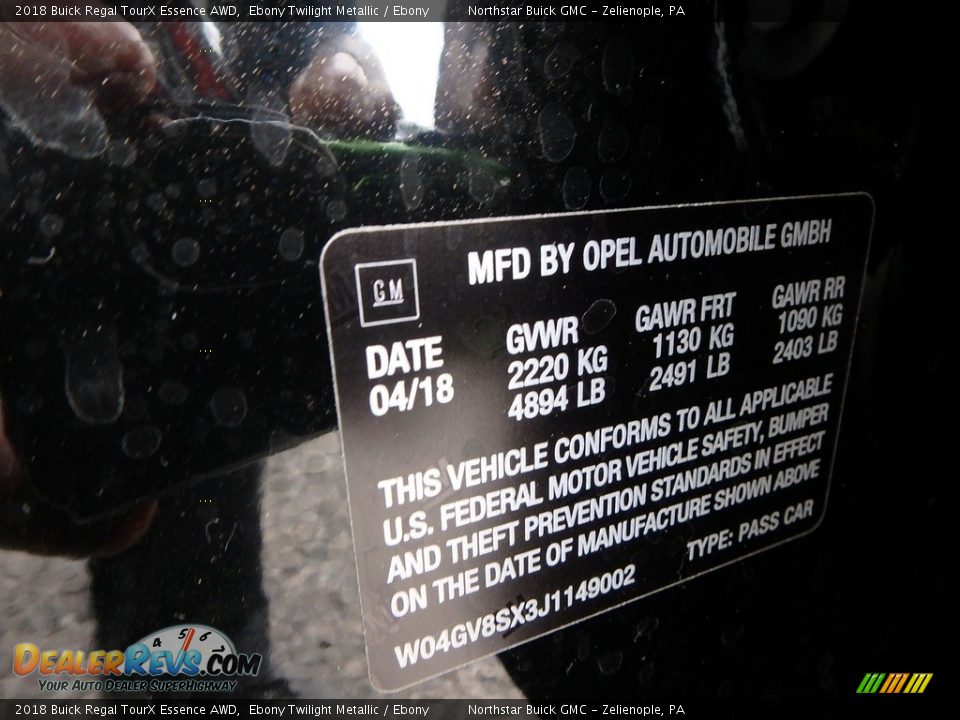 2018 Buick Regal TourX Essence AWD, Ebony Twilight Metallic / Ebony Northstar Buick GMC - Zelienople, PA
MFD BY OPEL AUTOMOBILE GMBH
GM
DATE GVWR GAWR FRT GAWR RR
04/18 2220 KG 1130 KG 1090 KG
4894 LB 2491 LB 2403 LB
THIS VEHICLE CONFORMS TO ALL APPLICABLE
U.S. FEDERAL MOTOR VEHICLE SAFETY, BUMPER
AND THEFT PREVENTION STANDARDS IN EFFECT
ON THE DATE OF MANUFACTURE SHOWN ABOVE
W04GV8SX3J1149002 TYPE: PASS CAR
4 5 6
DEALERREVS.COM
YOUR AUTO DEALER SUPERHIGHWAY
2018 Buick Regal TourX Essence AWD, Ebony Twilight Metallic / Ebony Northstar Buick GMC - Zelienople, PA